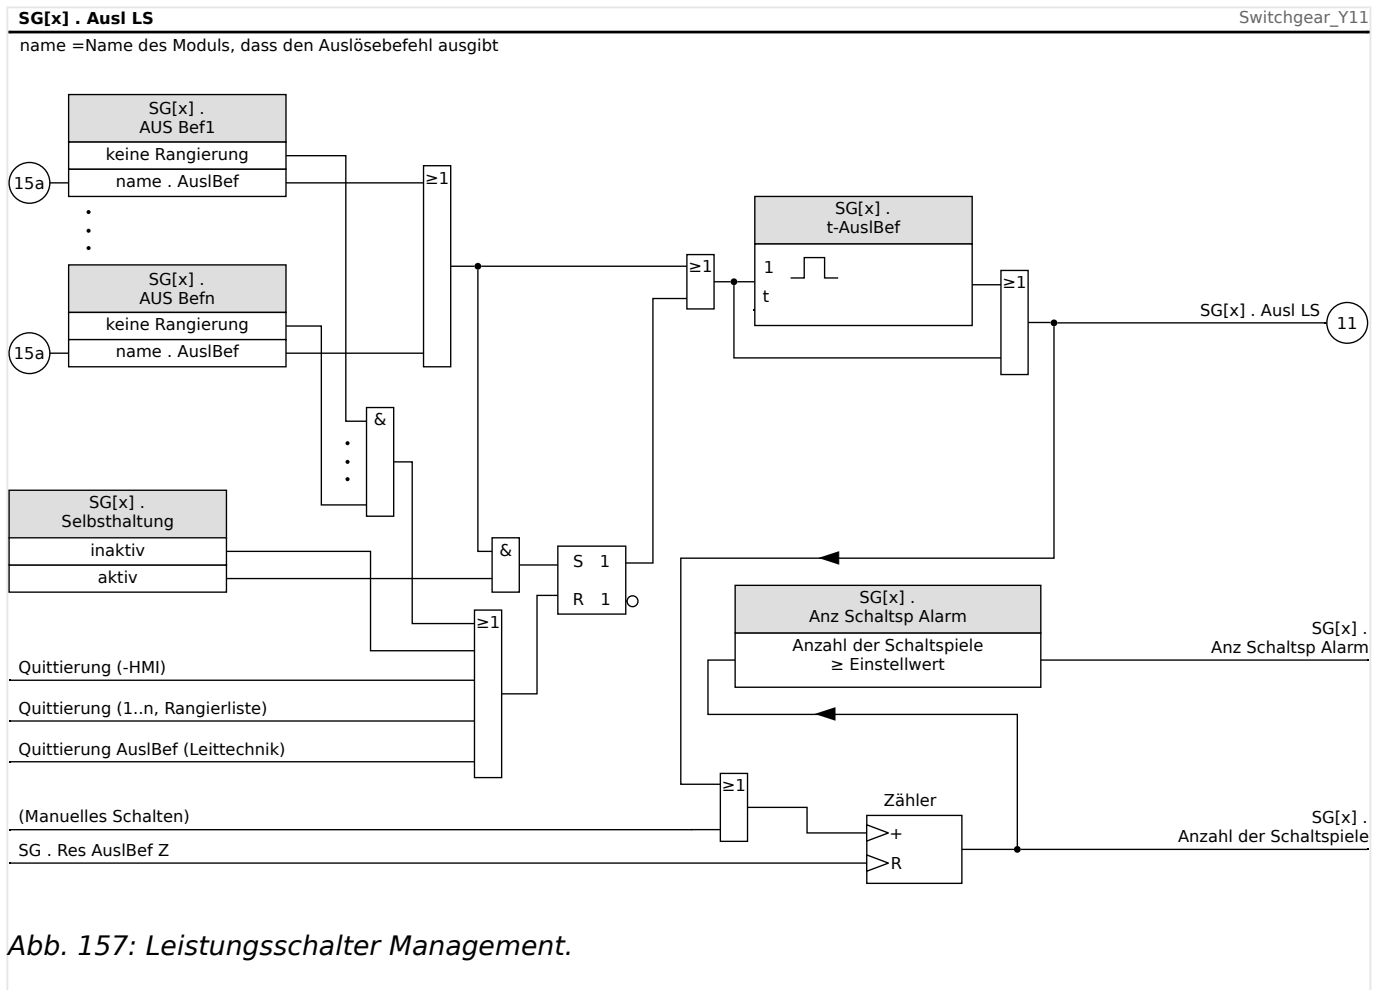 SG[x] . Ausl LS
Switchgear_Y11
name =Name des Moduls, dass den Auslösebefehl ausgibt
SG[x] .
AUS Bef1
keine Rangierung
15a
name . AuslBef
≥1
SG[x] .
t-AuslBef
1
t
≥1
≥1
SG[x] . Ausl LS
11
SG[x] .
AUS Befn
keine Rangierung
15a
name . AuslBef
&
SG[x] .
Selbsthaltung
inaktiv
aktiv
&
S 1
R 1
≥1
SG[x] .
Anz Schaltsp Alarm
Anzahl der Schaltspiele
≥ Einstellwert
SG[x] .
Anz Schaltsp Alarm
Quittierung (-HMI)
Quittierung (1..n, Rangierliste)
Quittierung AuslBef (Leittechnik)
≥1
Zähler
(Manuelles Schalten)
SG . Res AuslBef Z
+
R
SG[x] .
Anzahl der Schaltspiele
Abb. 157: Leistungsschalter Management.